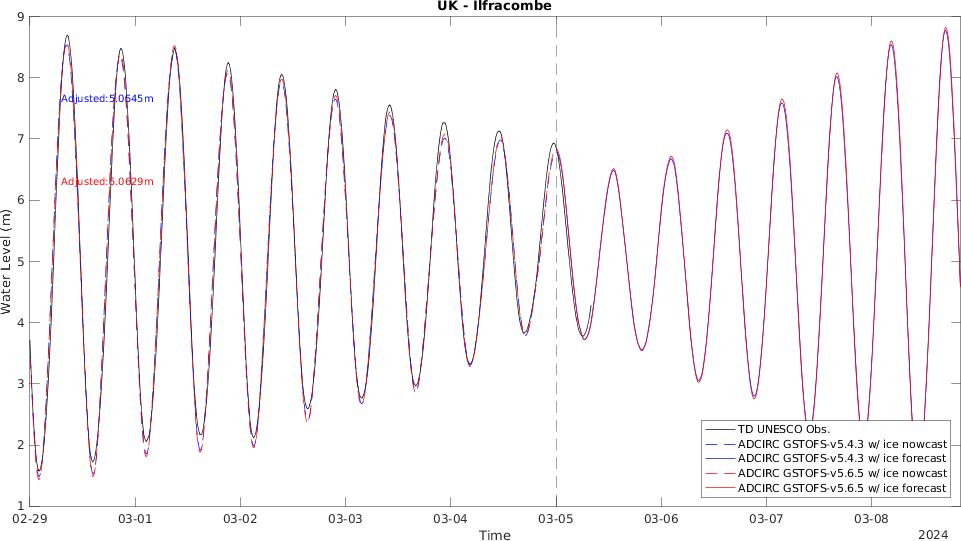 UK - Ilfracombe
9
8
7
6
5
4
3
2
1
Water Level (m)
Adjusted:5.0645m
Adjusted:5.0629m
02-29 03-01 03-02 03-03 03-04 03-05 03-06 03-07 03-08
Time
2024
TD UNESCO Obs.
ADCIRC GSTOFS-v5.4.3 w/ ice nowcast
ADCIRC GSTOFS-v5.4.3 w/ ice forecast
ADCIRC GSTOFS-v5.6.5 w/ ice nowcast
ADCIRC GSTOFS-v5.6.5 w/ ice forecast